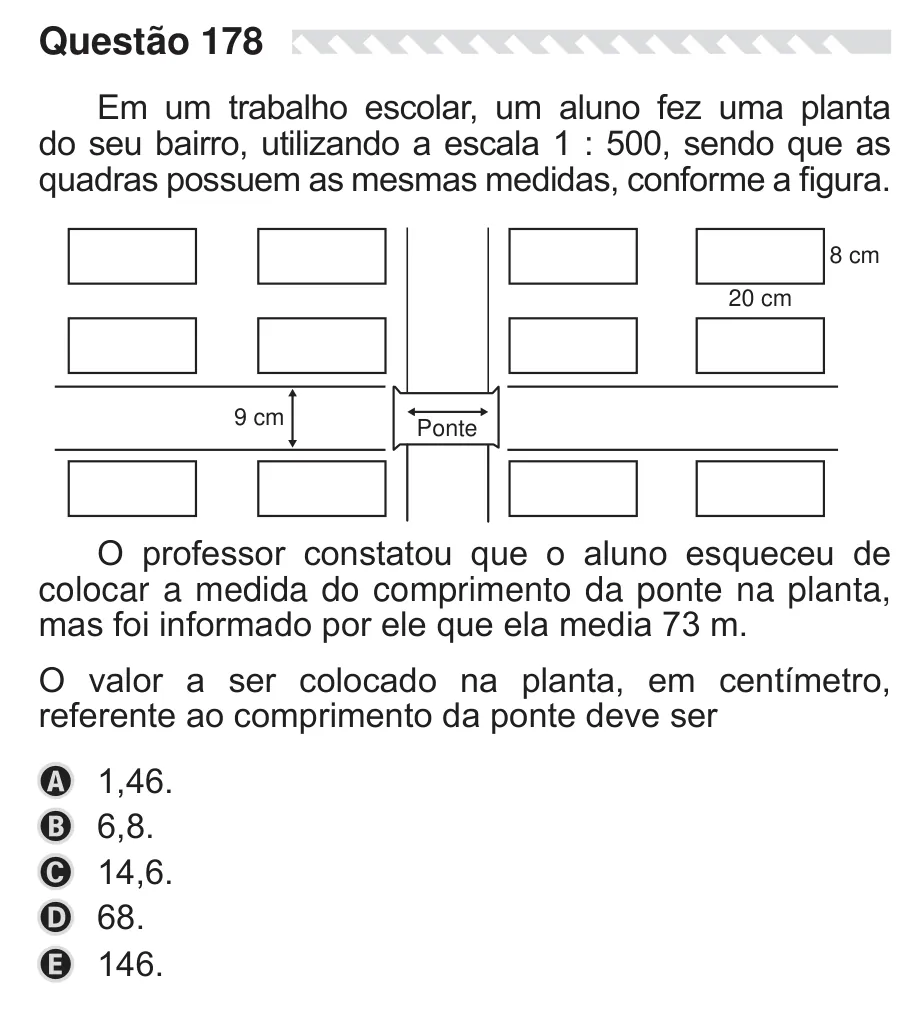 Questão 178
Em um trabalho escolar, um aluno fez uma planta
do seu bairro, utilizando a escala 1 : 500, sendo que as
quadras possuem as mesmas medidas, conforme a figura.
8 cm
20 cm
9 cm
Ponte
O professor constatou que o aluno esqueceu de
colocar a medida do comprimento da ponte na planta,
mas foi informado por ele que ela media 73 m.
O valor a ser colocado na planta, em centímetro,
referente ao comprimento da ponte deve ser
A 1,46.
B 6,8.
C 14,6.
D 68.
E 146.